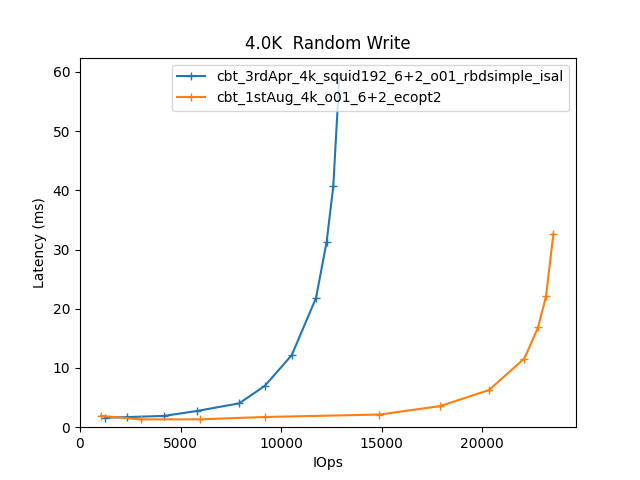 4.0K  Random Write
cbt_3rdApr_4k_squid192_6+2_o01_rbdsimple_isal
cbt_1stAug_4k_o01_6+2_ecopt2
60
50
40
30
20
10
0
Latency (ms)
0 5000 10000 15000 20000
IOps